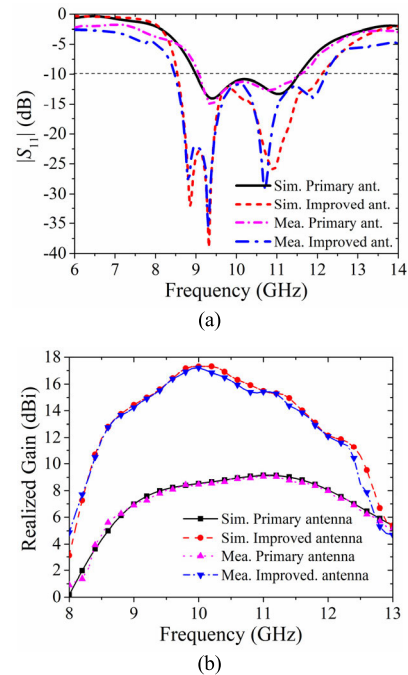 0
-5
-10
-15
-20
-25
-30
-35
-40
|S11| (dB)
Sim. Primary ant.
Sim. Improved ant.
Mea. Primary ant.
Mea. Improved ant.
6 7 8 9 10 11 12 13 14
Frequency (GHz)
(a)
18
16
14
12
10
8
6
4
2
0
Realized Gain (dBi)
Sim. Primary antenna
Sim. Improved antenna
Mea. Primary antenna
Mea. Improved. antenna
8 9 10 11 12 13
Frequency (GHz)
(b)